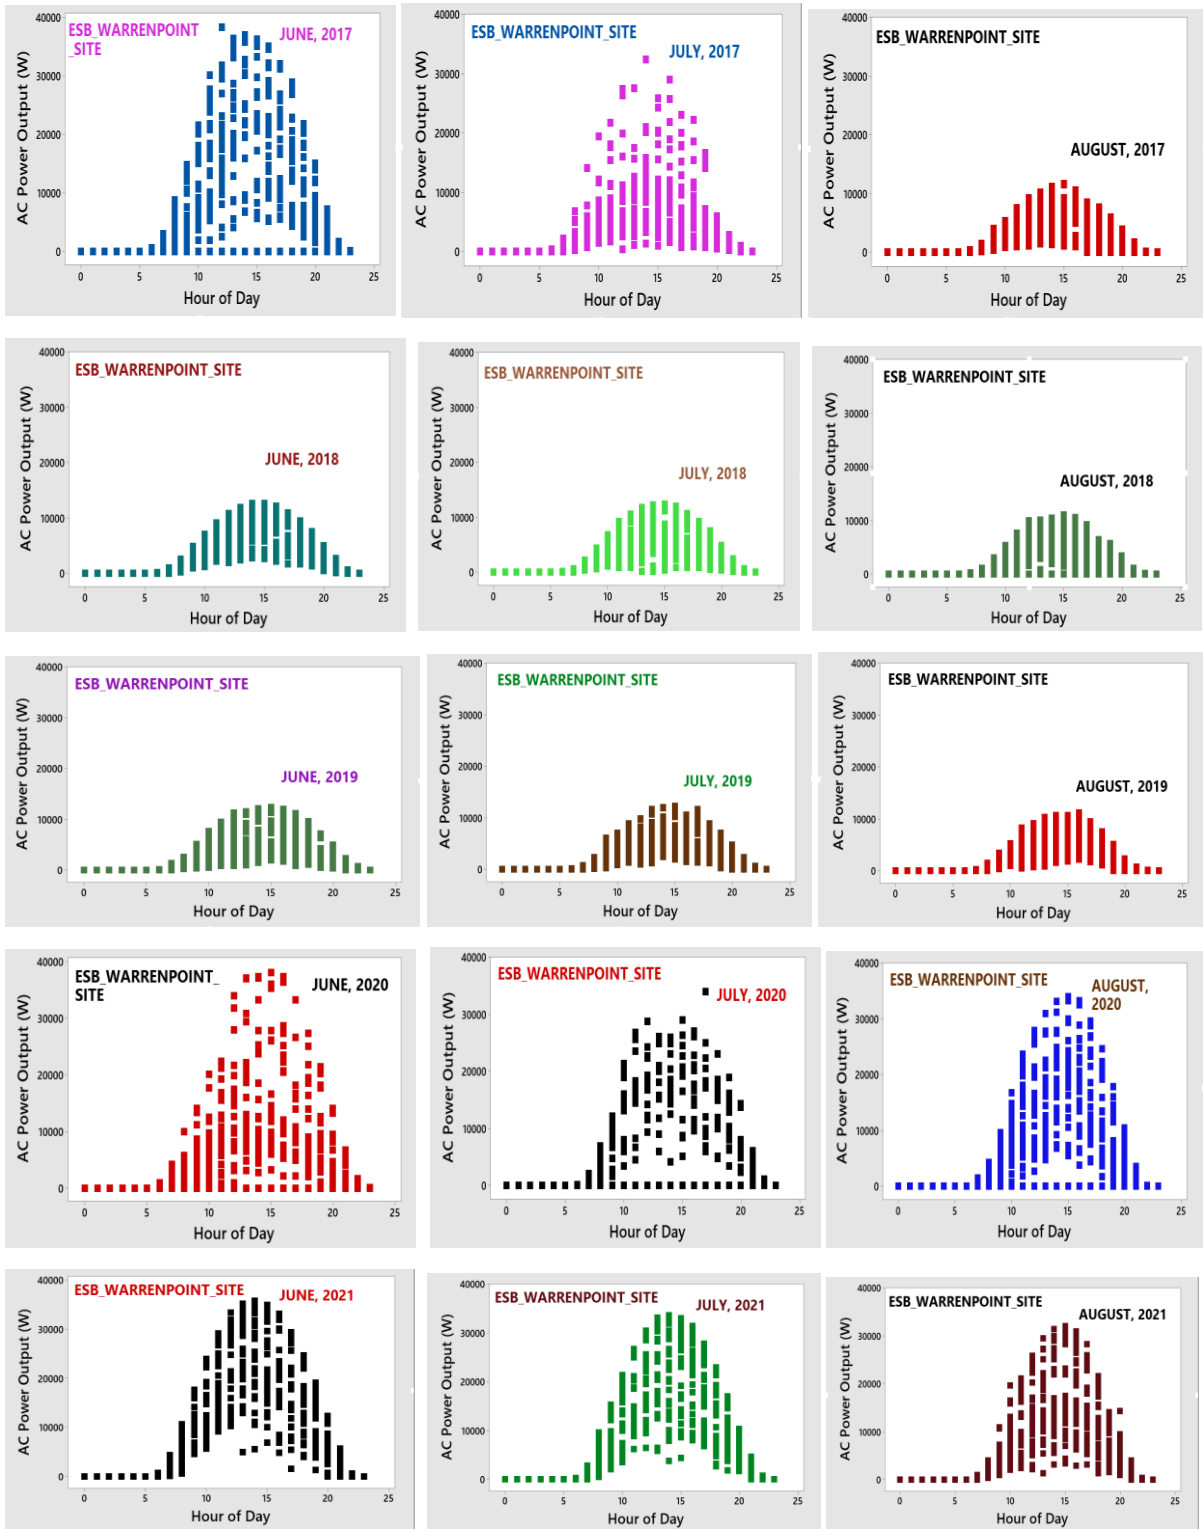 ESB_WARRENPOINT
_SITE
JUNE, 2017
AC Power Output (W)
40000
30000
20000
10000
0
0 5 10 15 20 25
Hour of Day
ESB_WARRENPOINT_SITE
JULY, 2017
AC Power Output (W)
40000
30000
20000
10000
0
0 5 10 15 20 25
Hour of Day
ESB_WARRENPOINT_SITE
AUGUST, 2017
AC Power Output (W)
40000
30000
20000
10000
0
0 5 10 15 20 25
Hour of Day
ESB_WARRENPOINT_SITE
JUNE, 2018
AC Power Output (W)
40000
30000
20000
10000
0
0 5 10 15 20 25
Hour of Day
ESB_WARRENPOINT_SITE
JULY, 2018
AC Power Output (W)
40000
30000
20000
10000
0
0 5 10 15 20 25
Hour of Day
ESB_WARRENPOINT_SITE
AUGUST, 2018
AC Power Output (W)
40000
30000
20000
10000
0
0 5 10 15 20 25
Hour of Day
ESB_WARRENPOINT_SITE
JUNE, 2019
AC Power Output (W)
40000
30000
20000
10000
0
0 5 10 15 20 25
Hour of Day
ESB_WARRENPOINT_SITE
JULY, 2019
AC Power Output (W)
40000
30000
20000
10000
0
0 5 10 15 20 25
Hour of Day
ESB_WARRENPOINT_SITE
AUGUST, 2019
AC Power Output (W)
40000
30000
20000
10000
0
0 5 10 15 20 25
Hour of Day
ESB_WARRENPOINT_
SITE
JUNE, 2020
AC Power Output (W)
40000
30000
20000
10000
0
0 5 10 15 20 25
Hour of Day
ESB_WARRENPOINT_SITE
JULY, 2020
AC Power Output (W)
40000
30000
20000
10000
0
0 5 10 15 20 25
Hour of Day
ESB_WARRENPOINT_SITE
AUGUST,
2020
AC Power Output (W)
40000
30000
20000
10000
0
0 5 10 15 20 25
Hour of Day
ESB_WARRENPOINT_SITE
JUNE, 2021
AC Power Output (W)
40000
30000
20000
10000
0
0 5 10 15 20 25
Hour of Day
ESB_WARRENPOINT_SITE
JULY, 2021
AC Power Output (W)
40000
30000
20000
10000
0
0 5 10 15 20 25
Hour of Day
ESB_WARRENPOINT_SITE
AUGUST, 2021
AC Power Output (W)
40000
30000
20000
10000
0
0 5 10 15 20 25
Hour of Day